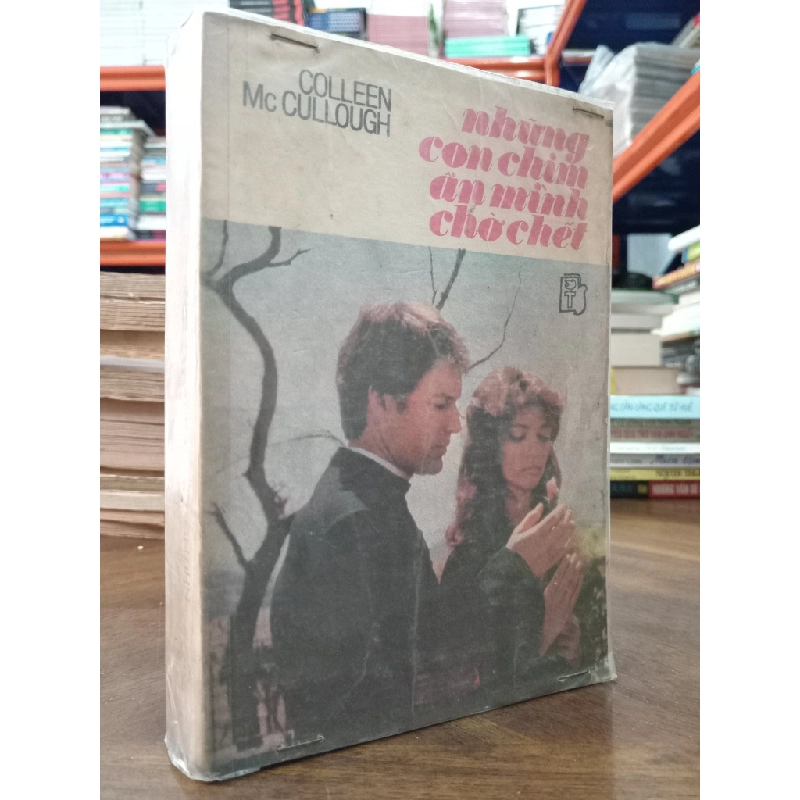 COLLEEN
Mc CULLOUGH
những
con chim
ẩn mình
chờ chết